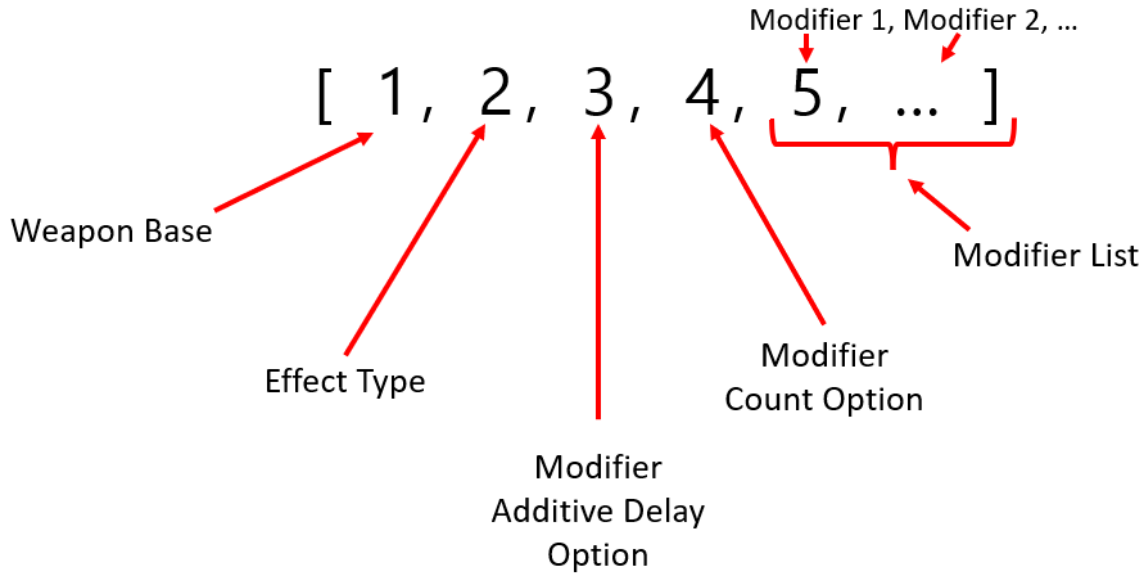 Modifier 1, Modifier 2, ...
[ 1, 2, 3, 4, 5, ... ]
Weapon Base
Modifier List
Effect Type
Modifier
Count Option
Modifier
Additive Delay
Option